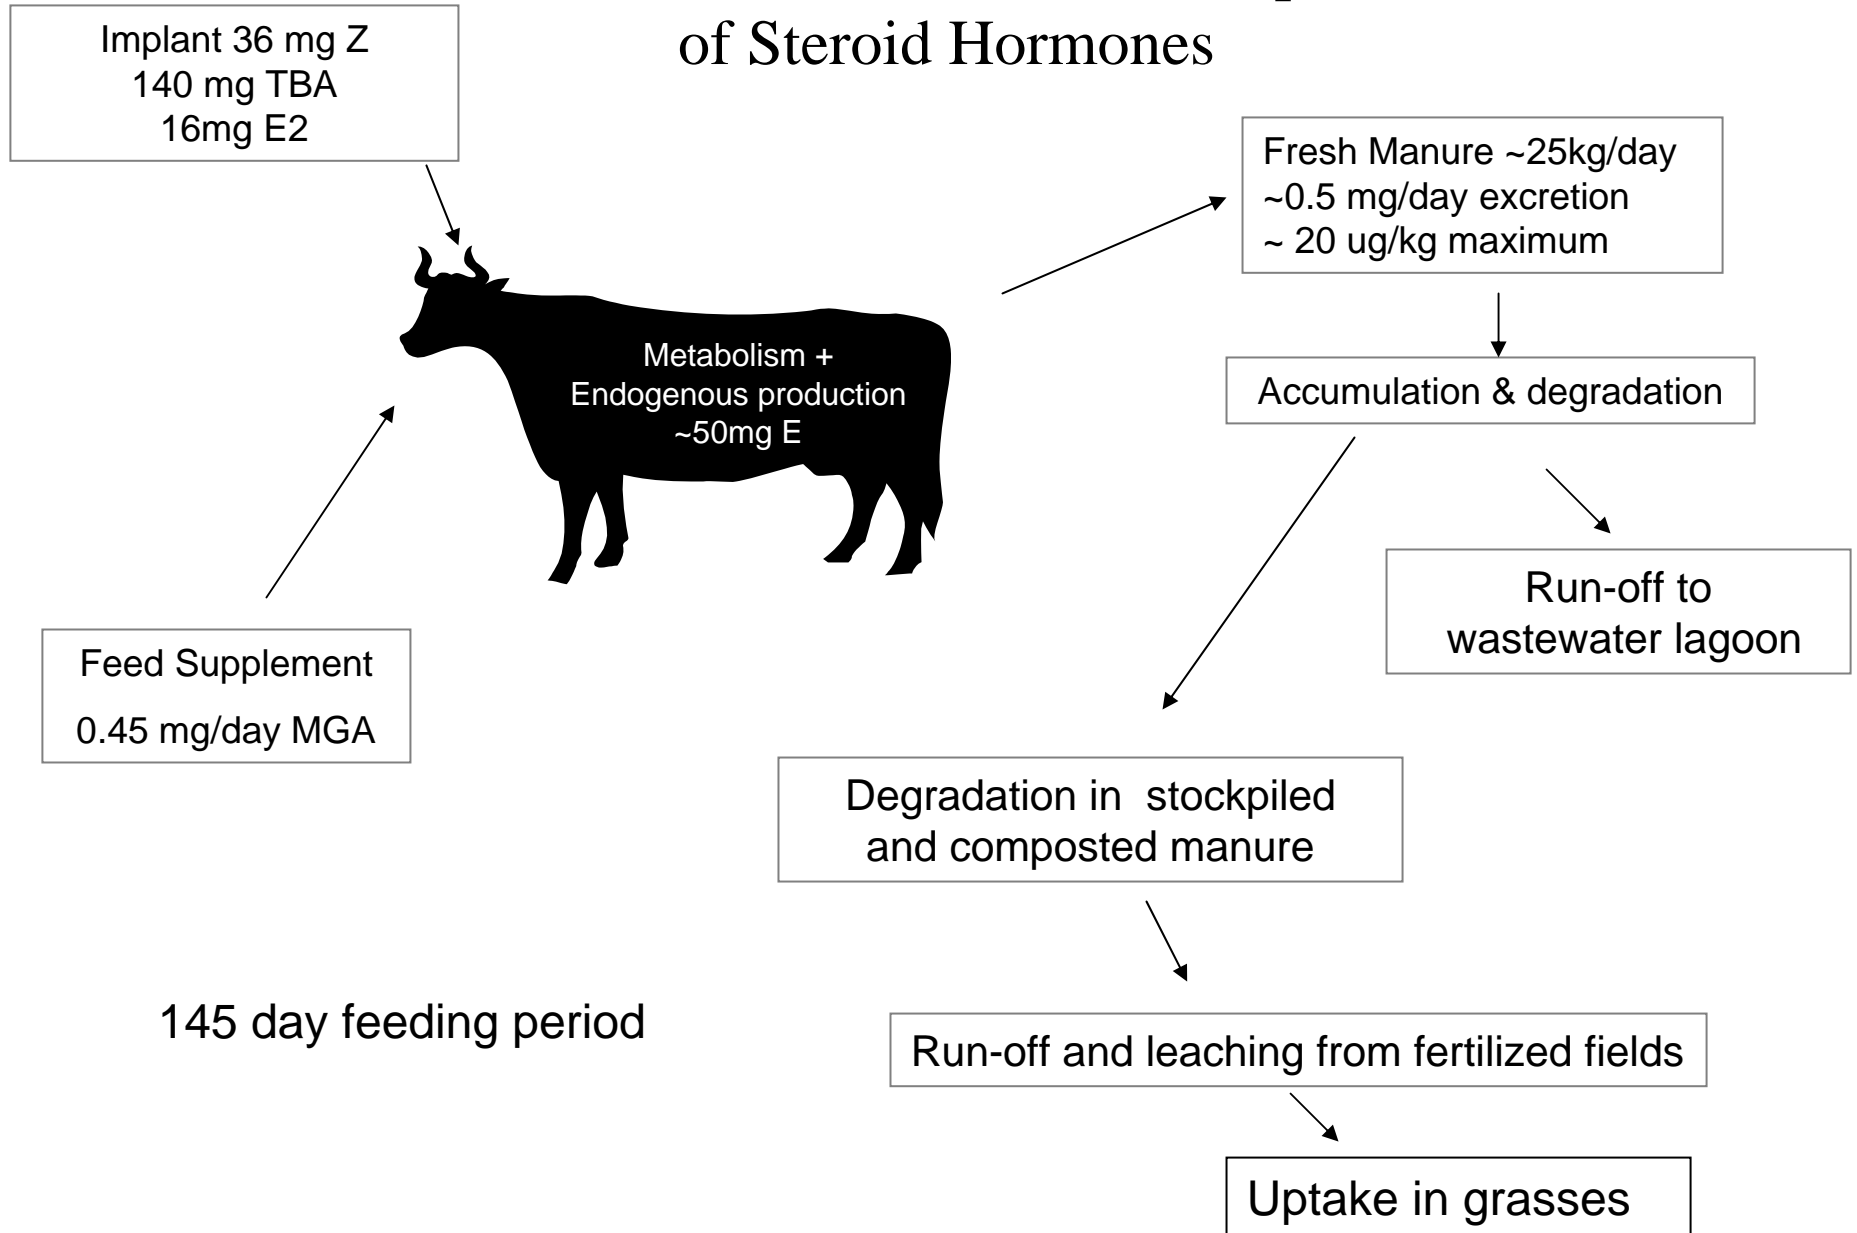 of Steroid Hormones
Implant 36 mg Z
140 mg TBA
16mg E2
Fresh Manure ~25kg/day
~0.5 mg/day excretion
~ 20 ug/kg maximum
Metabolism +
Endogenous production
~50mg E
Accumulation & degradation
Run-off to
wastewater lagoon
Feed Supplement
0.45 mg/day MGA
Degradation in stockpiled
and composted manure
145 day feeding period
Run-off and leaching from fertilized fields
Uptake in grasses